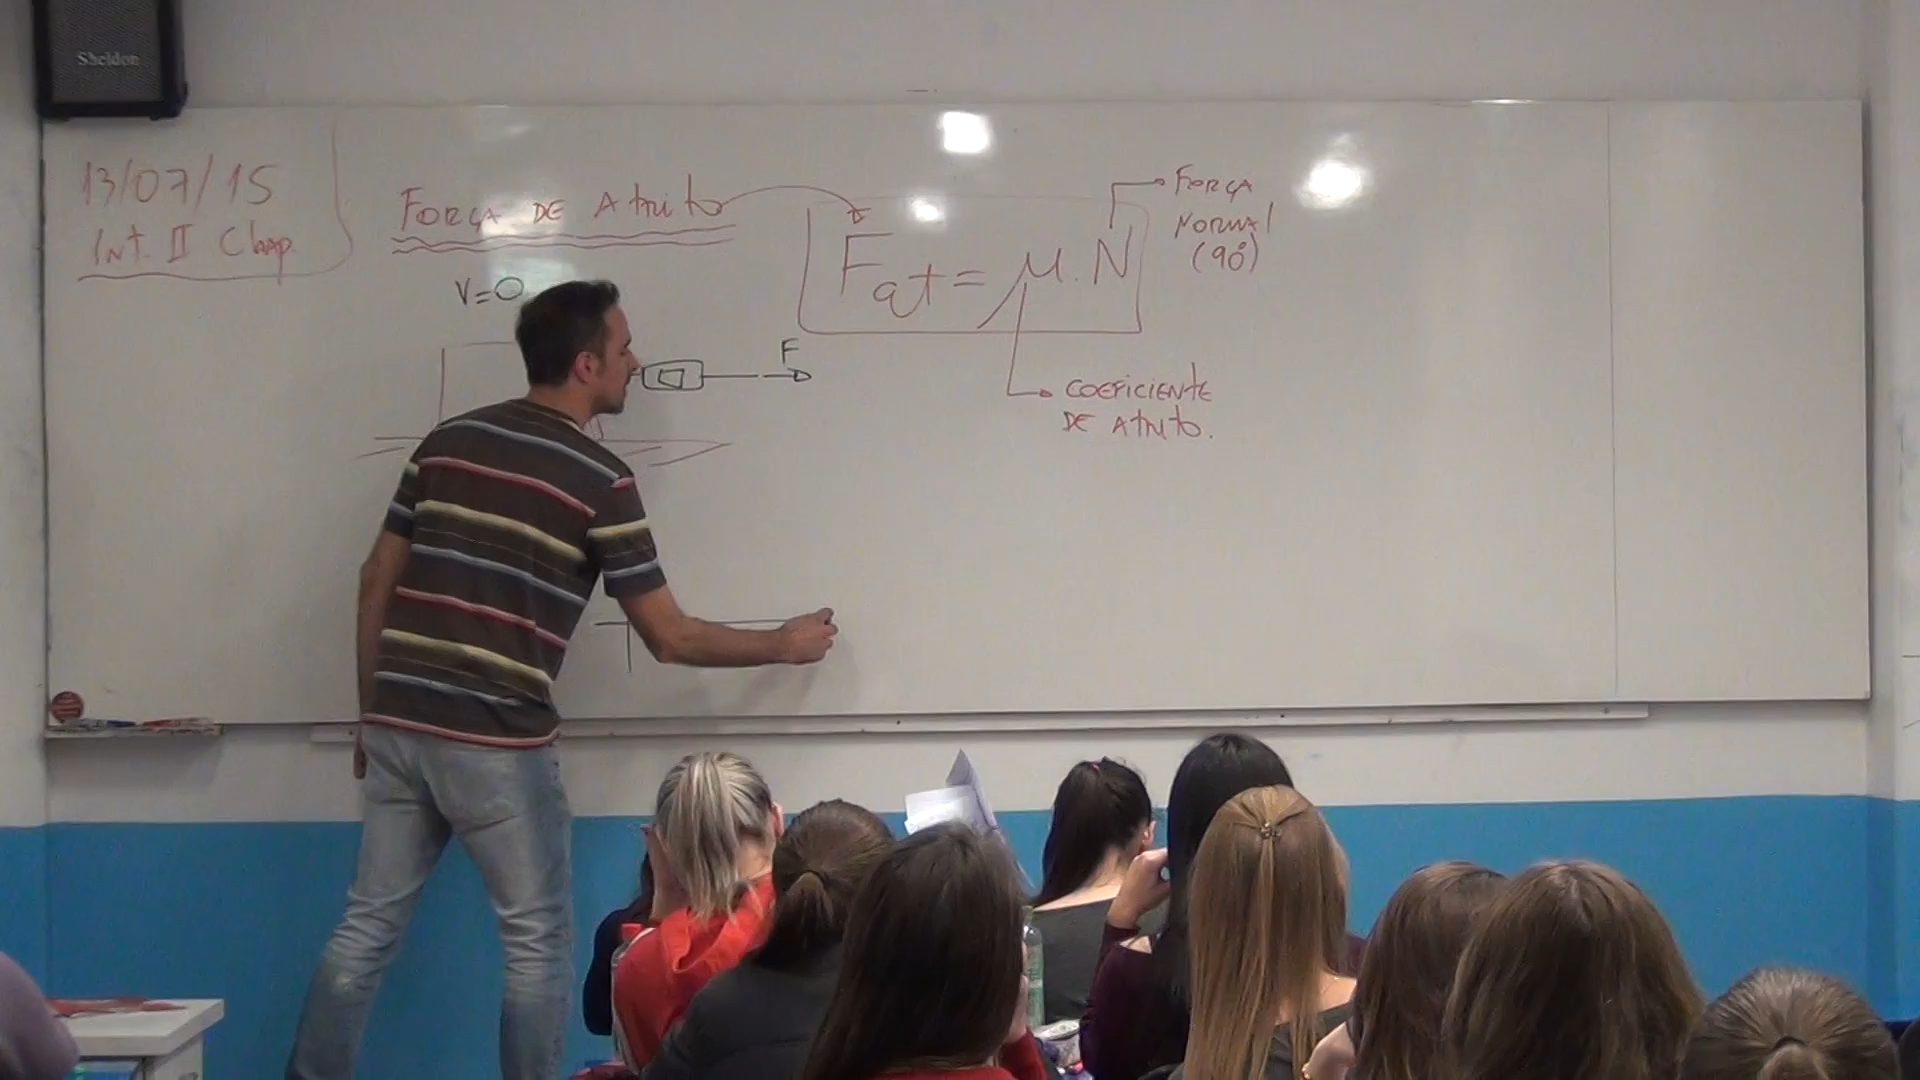 Sheldon
13/07/15
Int. II Chap.
FORÇA DE Atrito
Fat = μ.N
FORÇA
NORMAl
(90°)
V=0
F
COEFICIENtE
DE AtRIto.